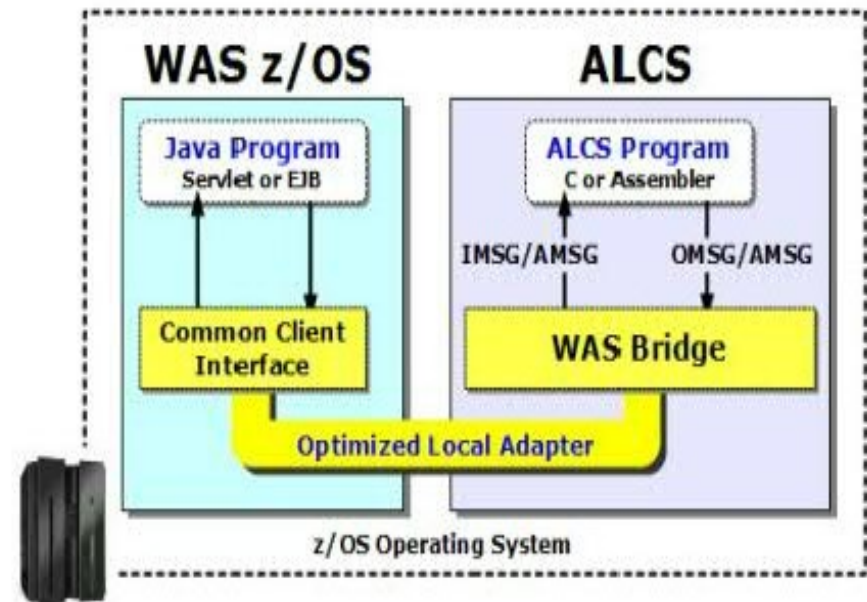 WAS z/OS
ALCS
Java Program
Servlet or EJB
ALCS Program
C or Assembler
IMSG/AMSG
OMSG/AMSG
Common Client
Interface
WAS Bridge
Optimized Local Adapter
z/OS Operating System